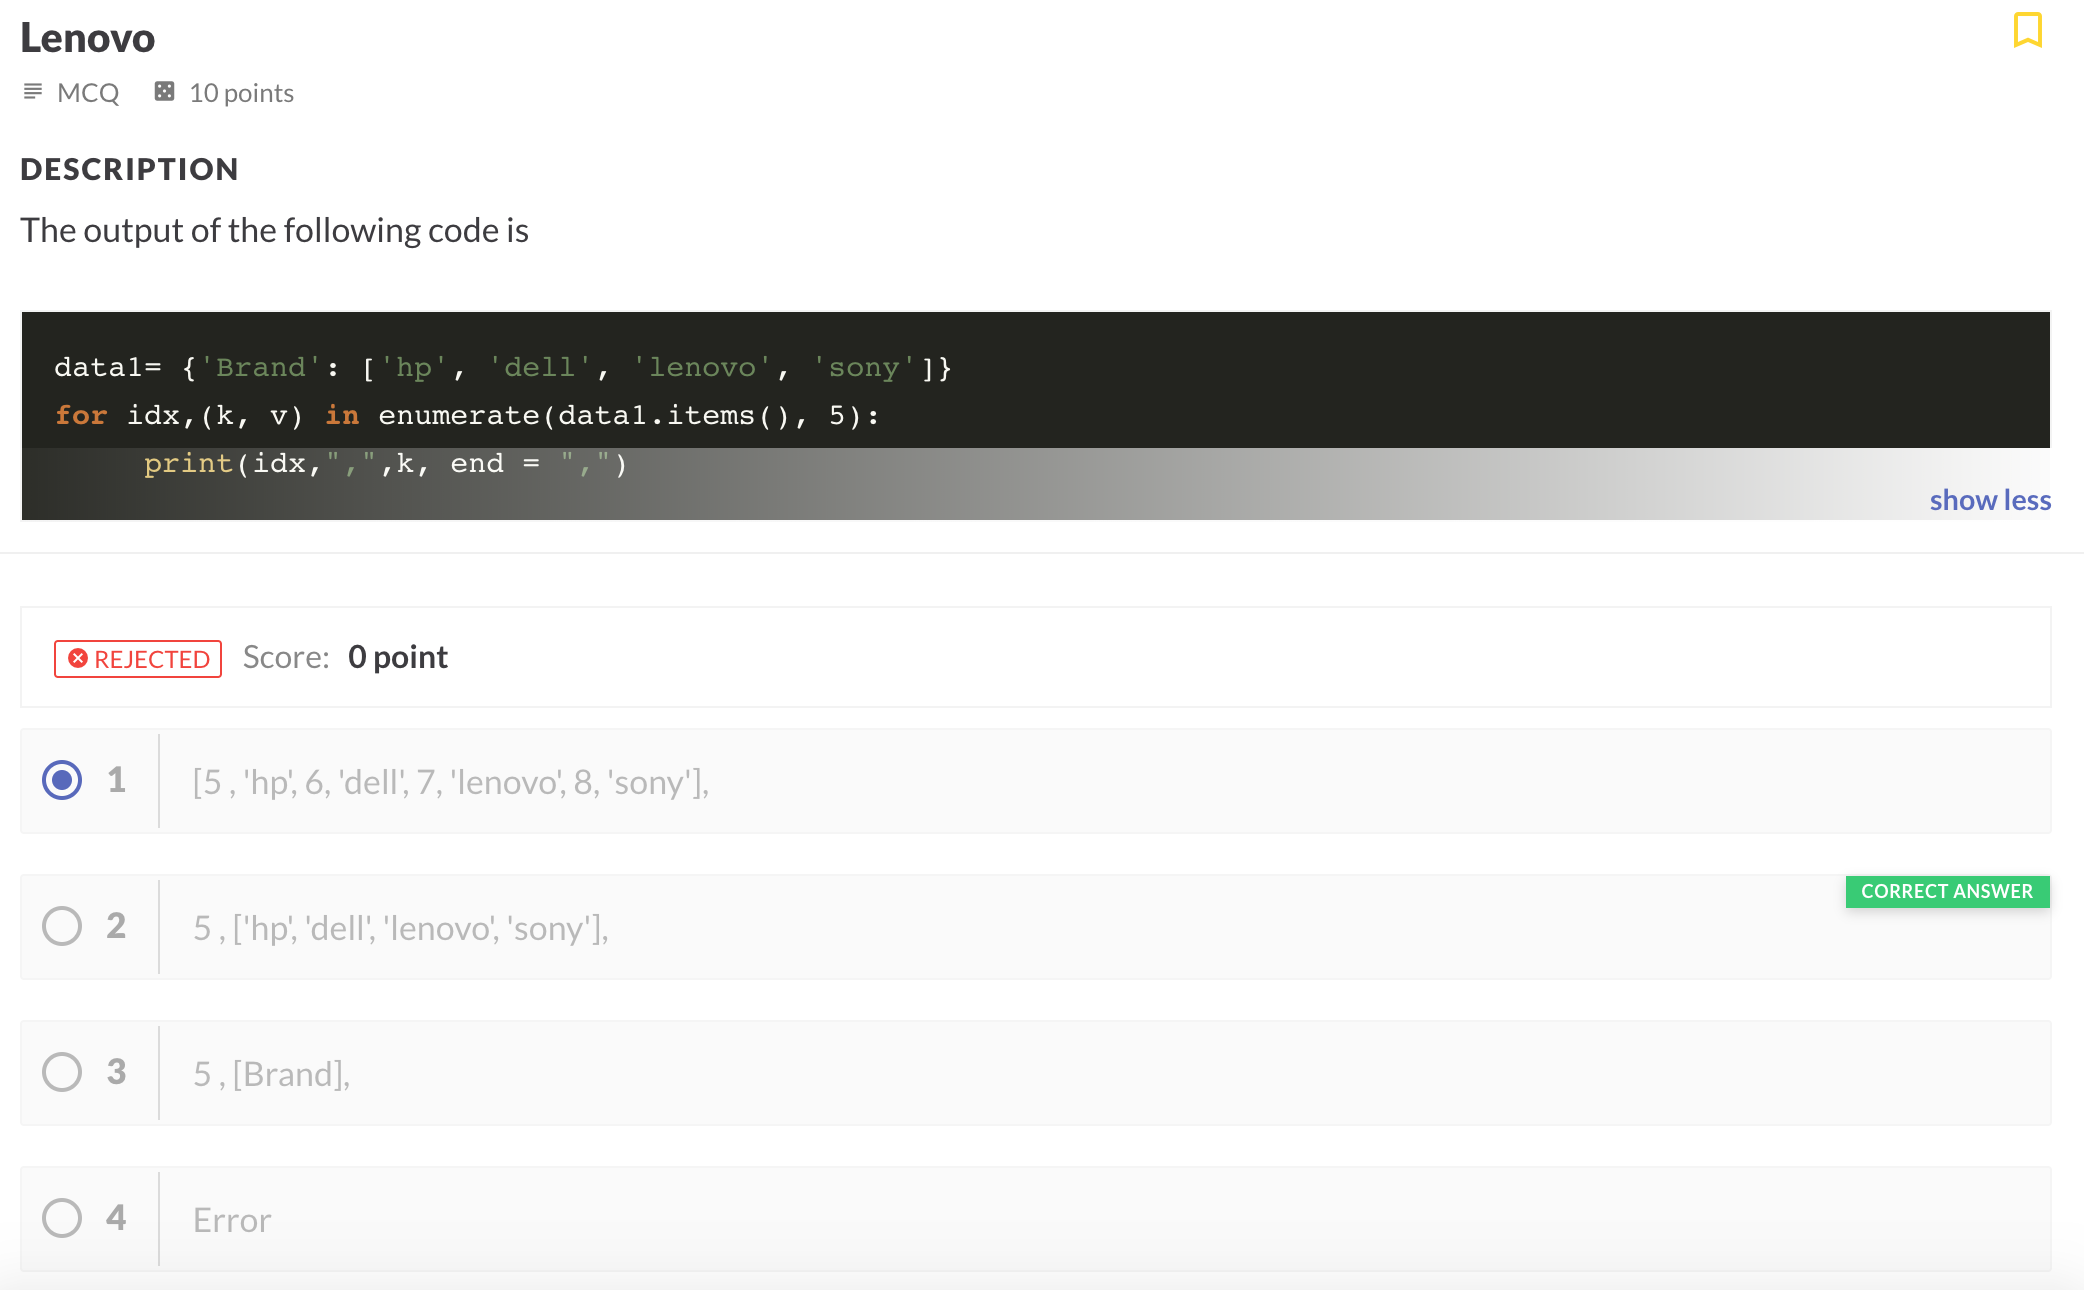 Lenovo
MCQ 10 points
DESCRIPTION
The output of the following code is
data1= {'Brand': ['hp', 'dell', 'lenovo', 'sony']}
for idx,(k, v) in enumerate(data1.items(), 5):
     print(idx,",",k, end = ",")
show less
REJECTED Score: 0 point
1 [5 , 'hp', 6, 'dell', 7, 'lenovo', 8, 'sony'],
CORRECT ANSWER
2 5 , ['hp', 'dell', 'lenovo', 'sony'],
3 5 , [Brand],
4 Error